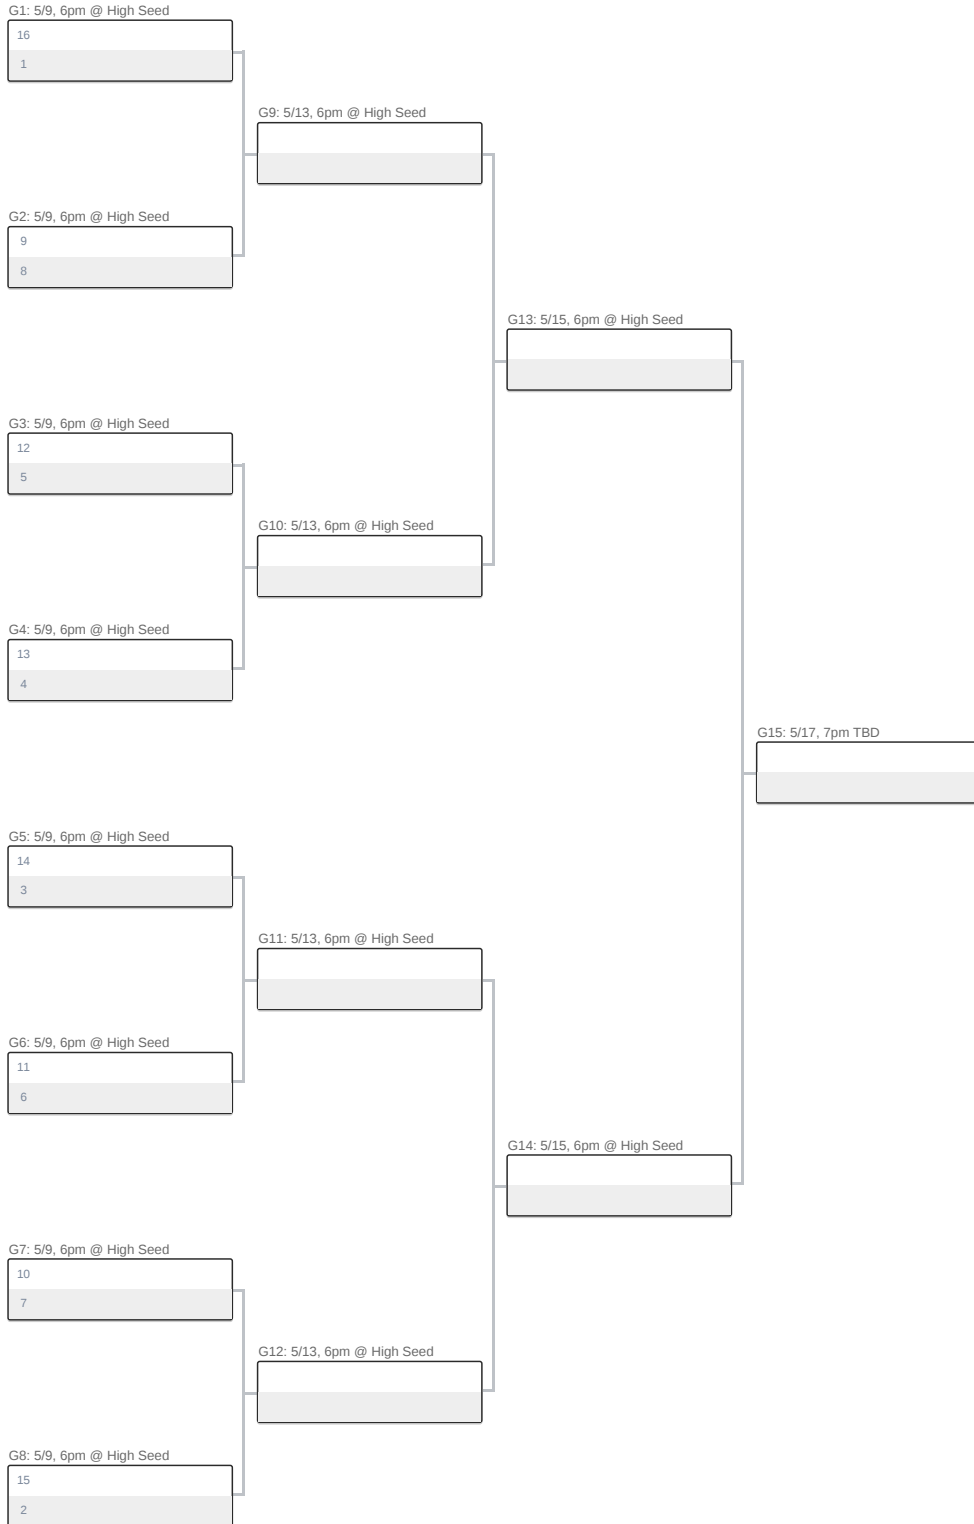 G1: 5/9, 6pm @ High Seed
16
1
G9: 5/13, 6pm @ High Seed
G2: 5/9, 6pm @ High Seed
9
8
G13: 5/15, 6pm @ High Seed
G3: 5/9, 6pm @ High Seed
12
5
G10: 5/13, 6pm @ High Seed
G4: 5/9, 6pm @ High Seed
13
4
G15: 5/17, 7pm TBD
G5: 5/9, 6pm @ High Seed
14
3
G11: 5/13, 6pm @ High Seed
G6: 5/9, 6pm @ High Seed
11
6
G14: 5/15, 6pm @ High Seed
G7: 5/9, 6pm @ High Seed
10
7
G12: 5/13, 6pm @ High Seed
G8: 5/9, 6pm @ High Seed
15
2